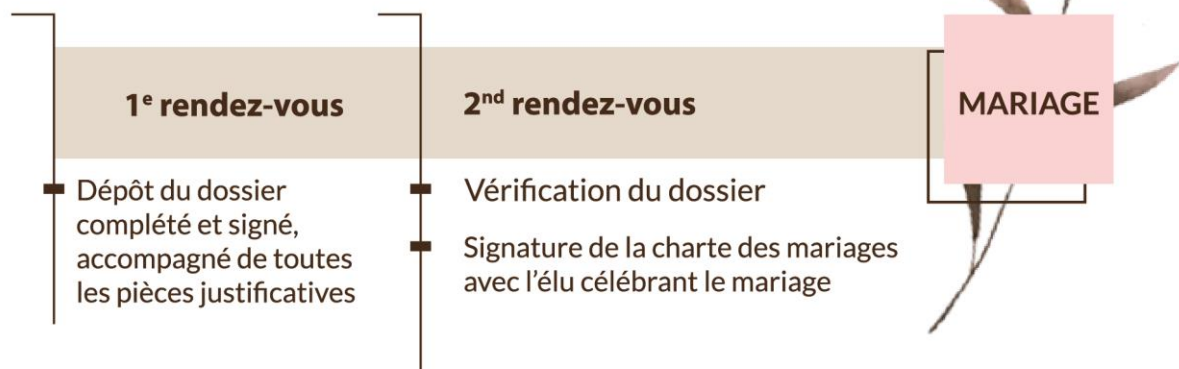 1e rendez-vous
Dépôt du dossier
complété et signé,
accompagné de toutes
les pièces justificatives
2nd rendez-vous
Vérification du dossier
Signature de la charte des mariages
avec l’élu célébrant le mariage
MARIAGE